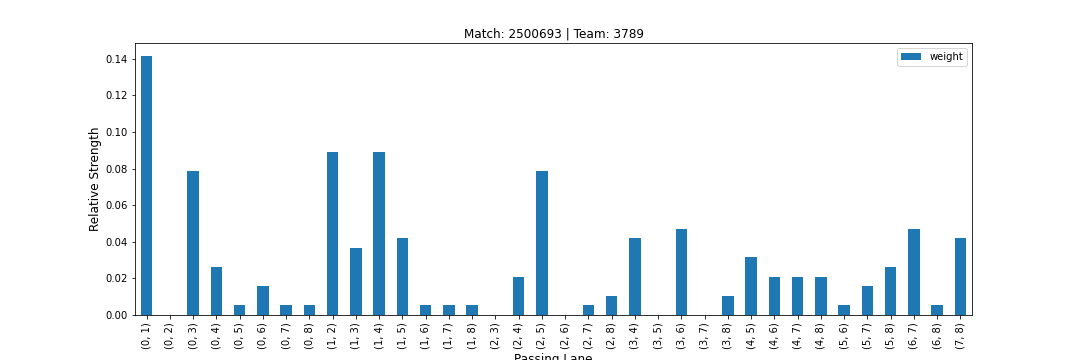 Match: 2500693 | Team: 3789
weight
Relative Strength
0.14
0.12
0.10
0.08
0.06
0.04
0.02
0.00
(0, 1) (0, 2) (0, 3) (0, 4) (0, 5) (0, 6) (0, 7) (0, 8) (1, 2) (1, 3) (1, 4) (1, 5) (1, 6) (1, 7) (1, 8) (2, 3) (2, 4) (2, 5) (2, 6) (2, 7) (2, 8) (3, 4) (3, 5) (3, 6) (3, 7) (3, 8) (4, 5) (4, 6) (4, 7) (4, 8) (5, 6) (5, 7) (5, 8) (6, 7) (6, 8) (7, 8)
Passing Lane